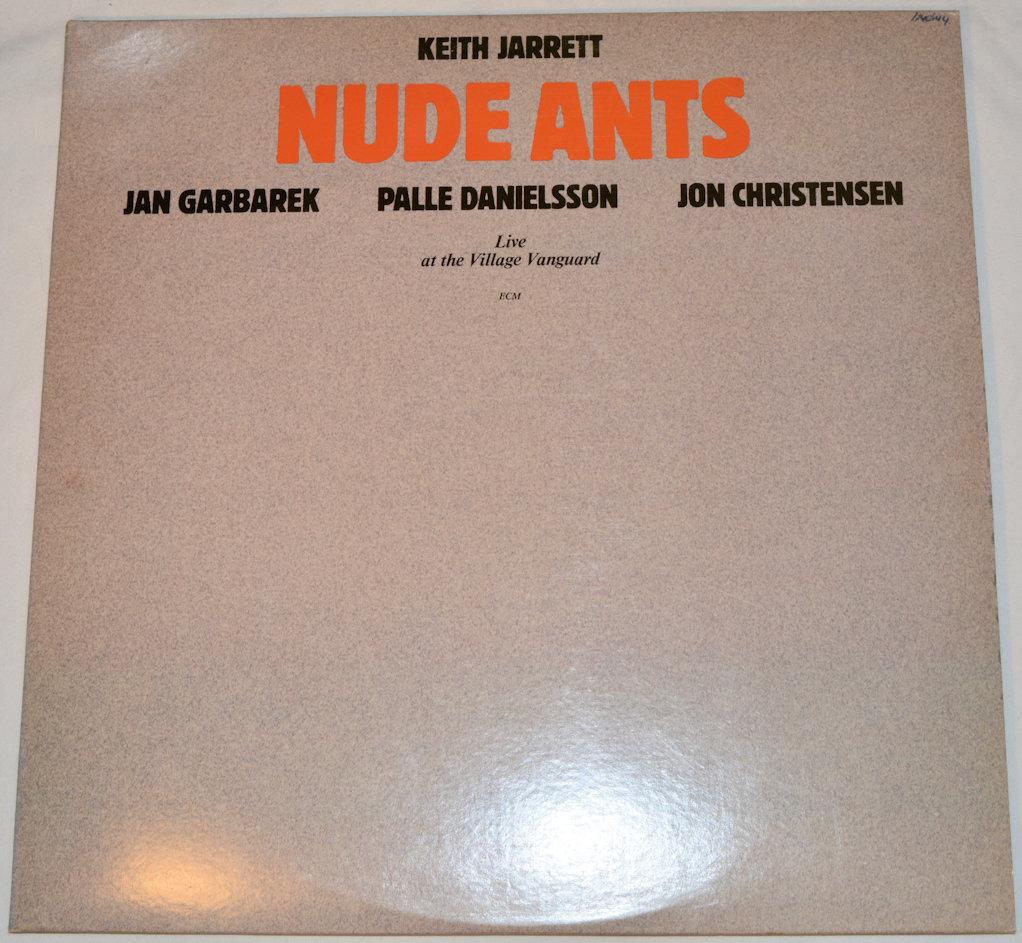 KEITH JARRETT
NUDE ANTS
JAN GARBAREK PALLE DANIELSSON JON CHRISTENSEN
Live
at the Village Vanguard
ECM